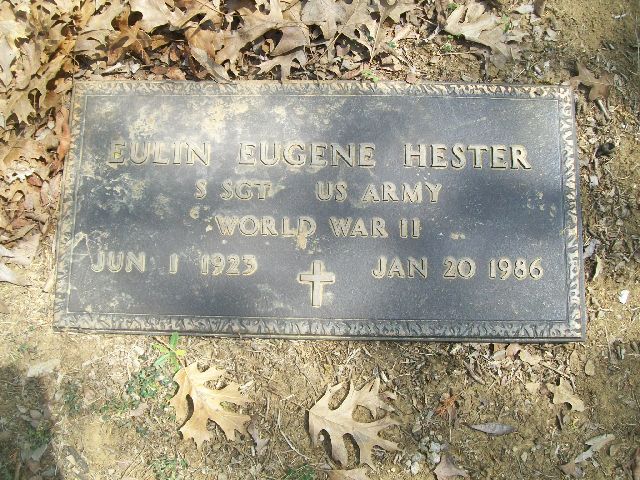 EULIN EUGENE HESTER
S SGT US ARMY
WORLD WAR II
JUN 1 1923 JAN 20 1986